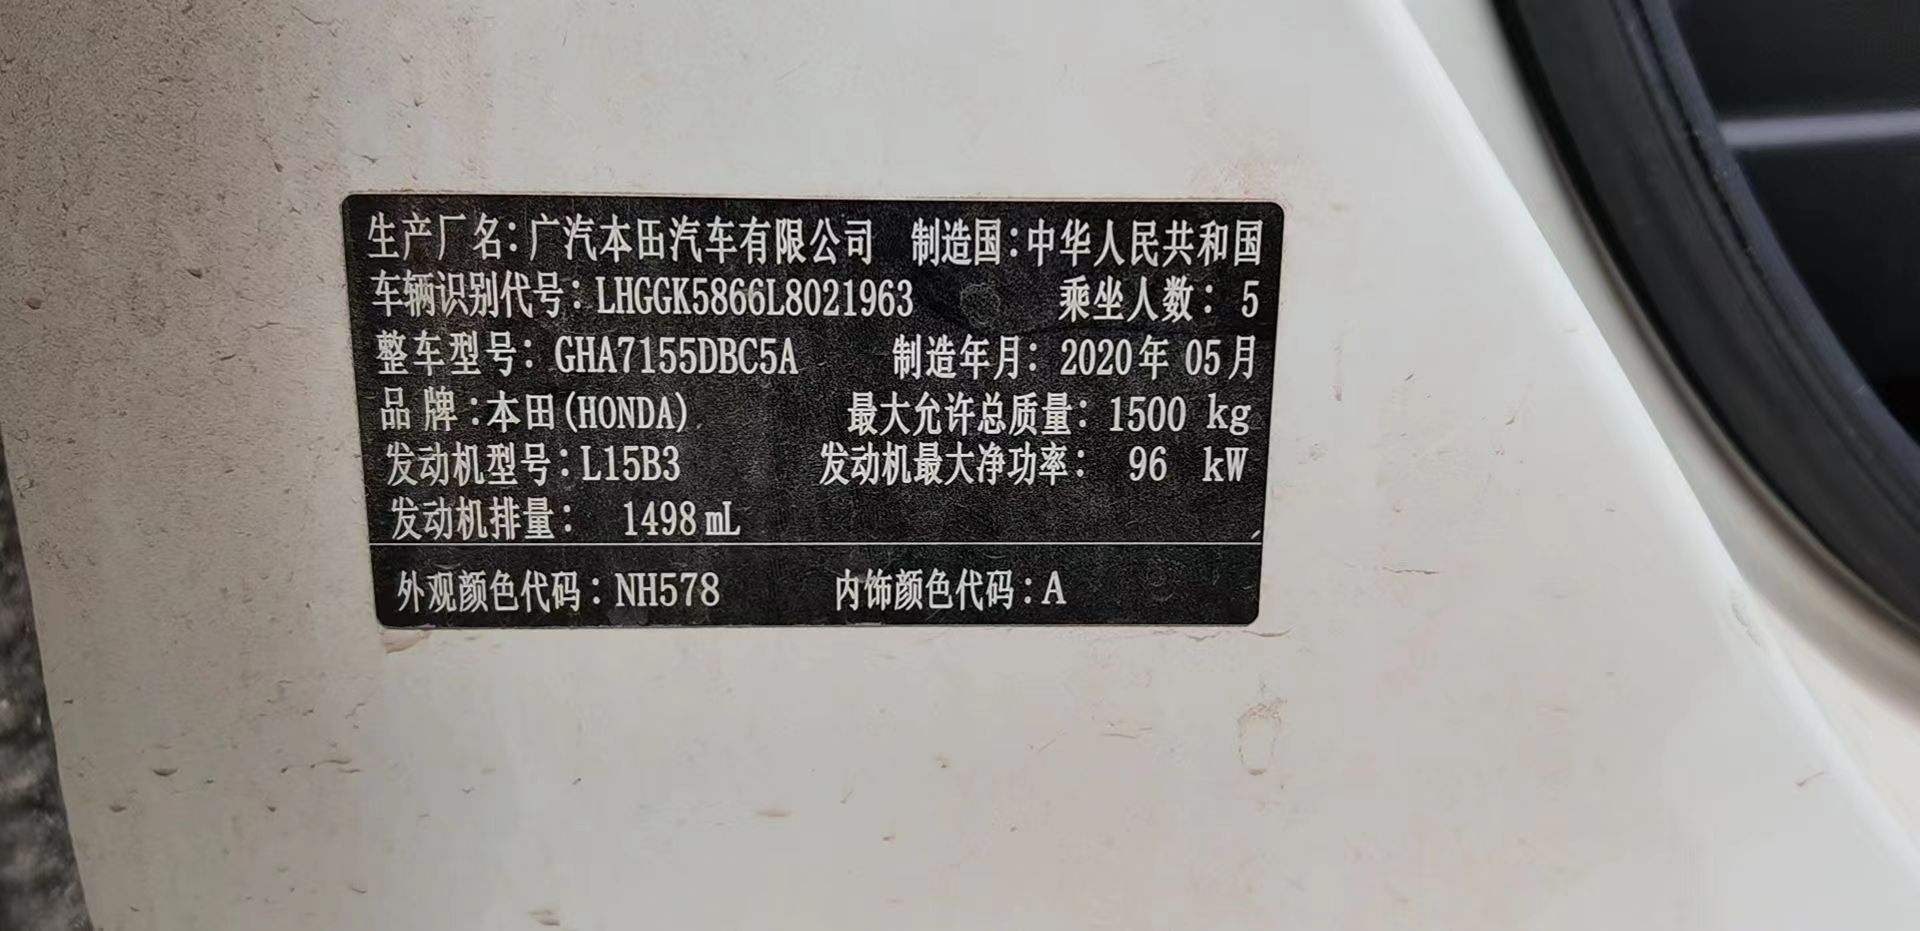 生产厂名：广汽本田汽车有限公司 制造国：中华人民共和国
车辆识别代号：LHGGK5866L8021963 乘坐人数：5
整车型号：GHA7155DBC5A 制造年月：2020年05月
品牌：本田(HONDA) 最大允许总质量：1500 kg
发动机型号：L15B3 发动机最大净功率：96 kW
发动机排量：1498mL
外观颜色代码：NH578 内饰颜色代码：A